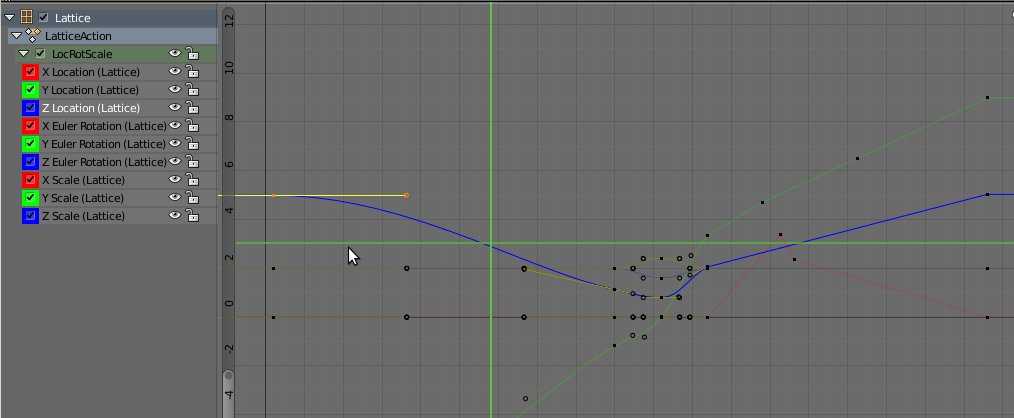 Lattice
LatticeAction
LocRotScale
X Location (Lattice)
Y Location (Lattice)
Z Location (Lattice)
X Euler Rotation (Lattice)
Y Euler Rotation (Lattice)
Z Euler Rotation (Lattice)
X Scale (Lattice)
Y Scale (Lattice)
Z Scale (Lattice)
12
10
8
6
4
2
0
-2
-4